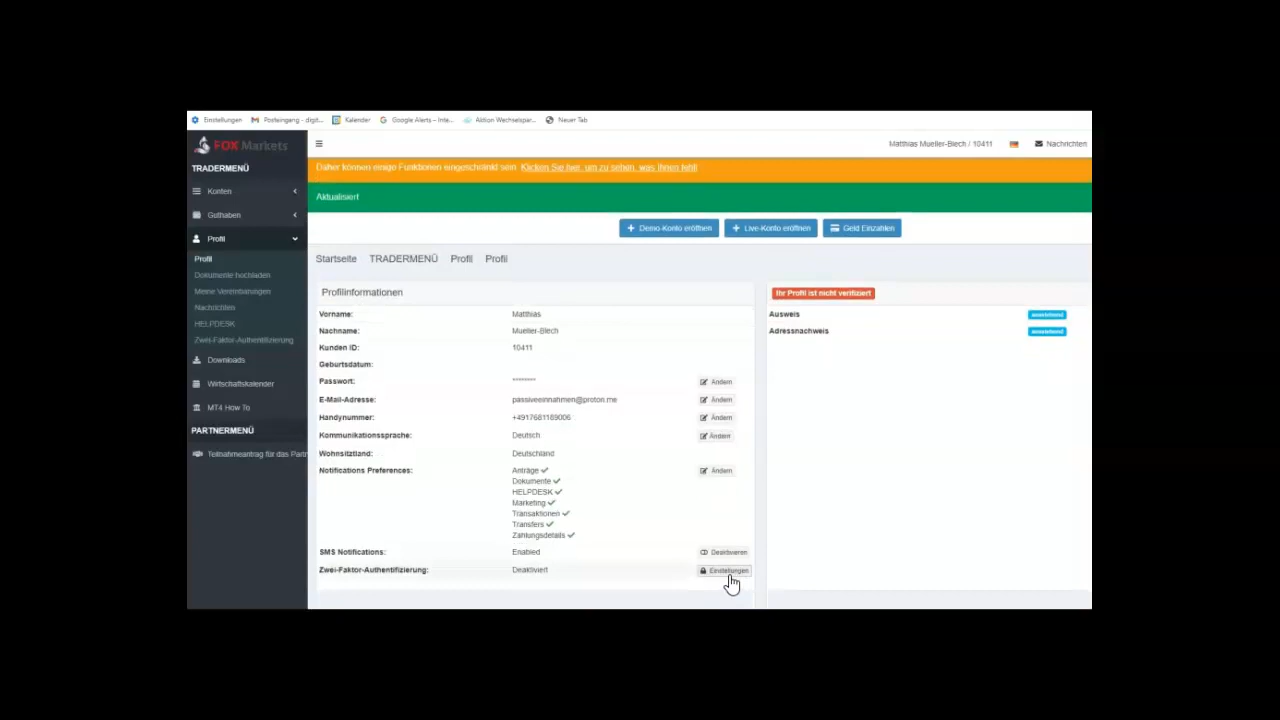 Einstellungen Posteingang - digit... Kalender Google Alerts – Inte... Aktion Wechselspar... Neuer Tab
FOX Markets
Matthias Mueller-Blech / 10411 Nachrichten
TRADERMENÜ
Daher können einige Funktionen eingeschränkt sein. Klicken Sie hier, um zu sehen, was Ihnen fehlt
Konten
Aktualisiert
Guthaben
Demo-Konto eröffnen Live-Konto eröffnen Geld Einzahlen
Profil
Profil
Startseite TRADERMENÜ Profil Profil
Dokumente hochladen
Meine Vereinbarungen
Nachrichten
HELPDESK
Zwei-Faktor-Authentifizierung
Downloads
Wirtschaftskalender
MT4 How To
PARTNERMENÜ
Teilnahmeantrag für das Partn
Profilinformationen
Vorname: Matthias
Nachname: Mueller-Blech
Kunden ID: 10411
Geburtsdatum:
Passwort: ******** Ändern
E-Mail-Adresse: passiveeinnahmen@proton.me Ändern
Handynummer: +4917681189006 Ändern
Kommunikationssprache: Deutsch Ändern
Wohnsitzland: Deutschland
Notifications Preferences: Anträge ✓ Ändern
Dokumente ✓
HELPDESK ✓
Marketing ✓
Transaktionen ✓
Transfers ✓
Zahlungsdetails ✓
SMS Notifications: Enabled Deaktivieren
Zwei-Faktor-Authentifizierung: Deaktiviert Einstellungen
Ihr Profil ist nicht verifiziert
Ausweis ausstehend
Adressnachweis ausstehend